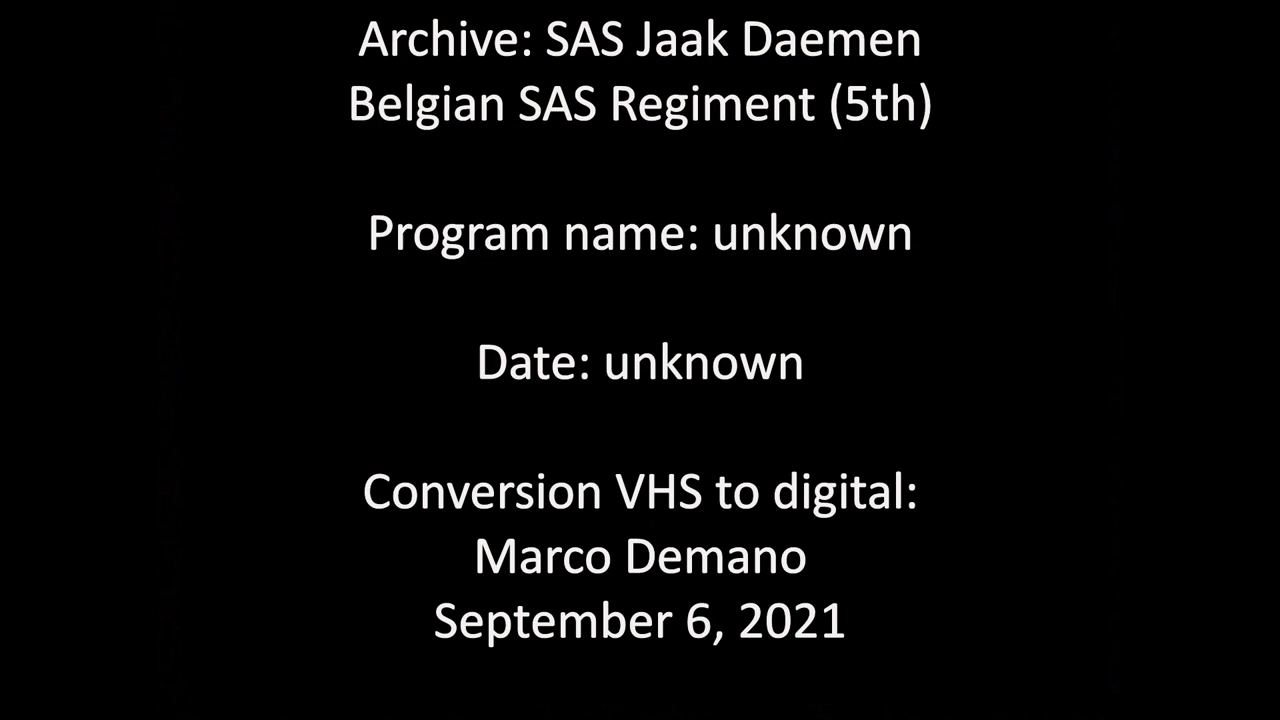 Archive: SAS Jaak Daemen
Belgian SAS Regiment (5th)
Program name: unknown
Date: unknown
Conversion VHS to digital:
Marco Demano
September 6, 2021